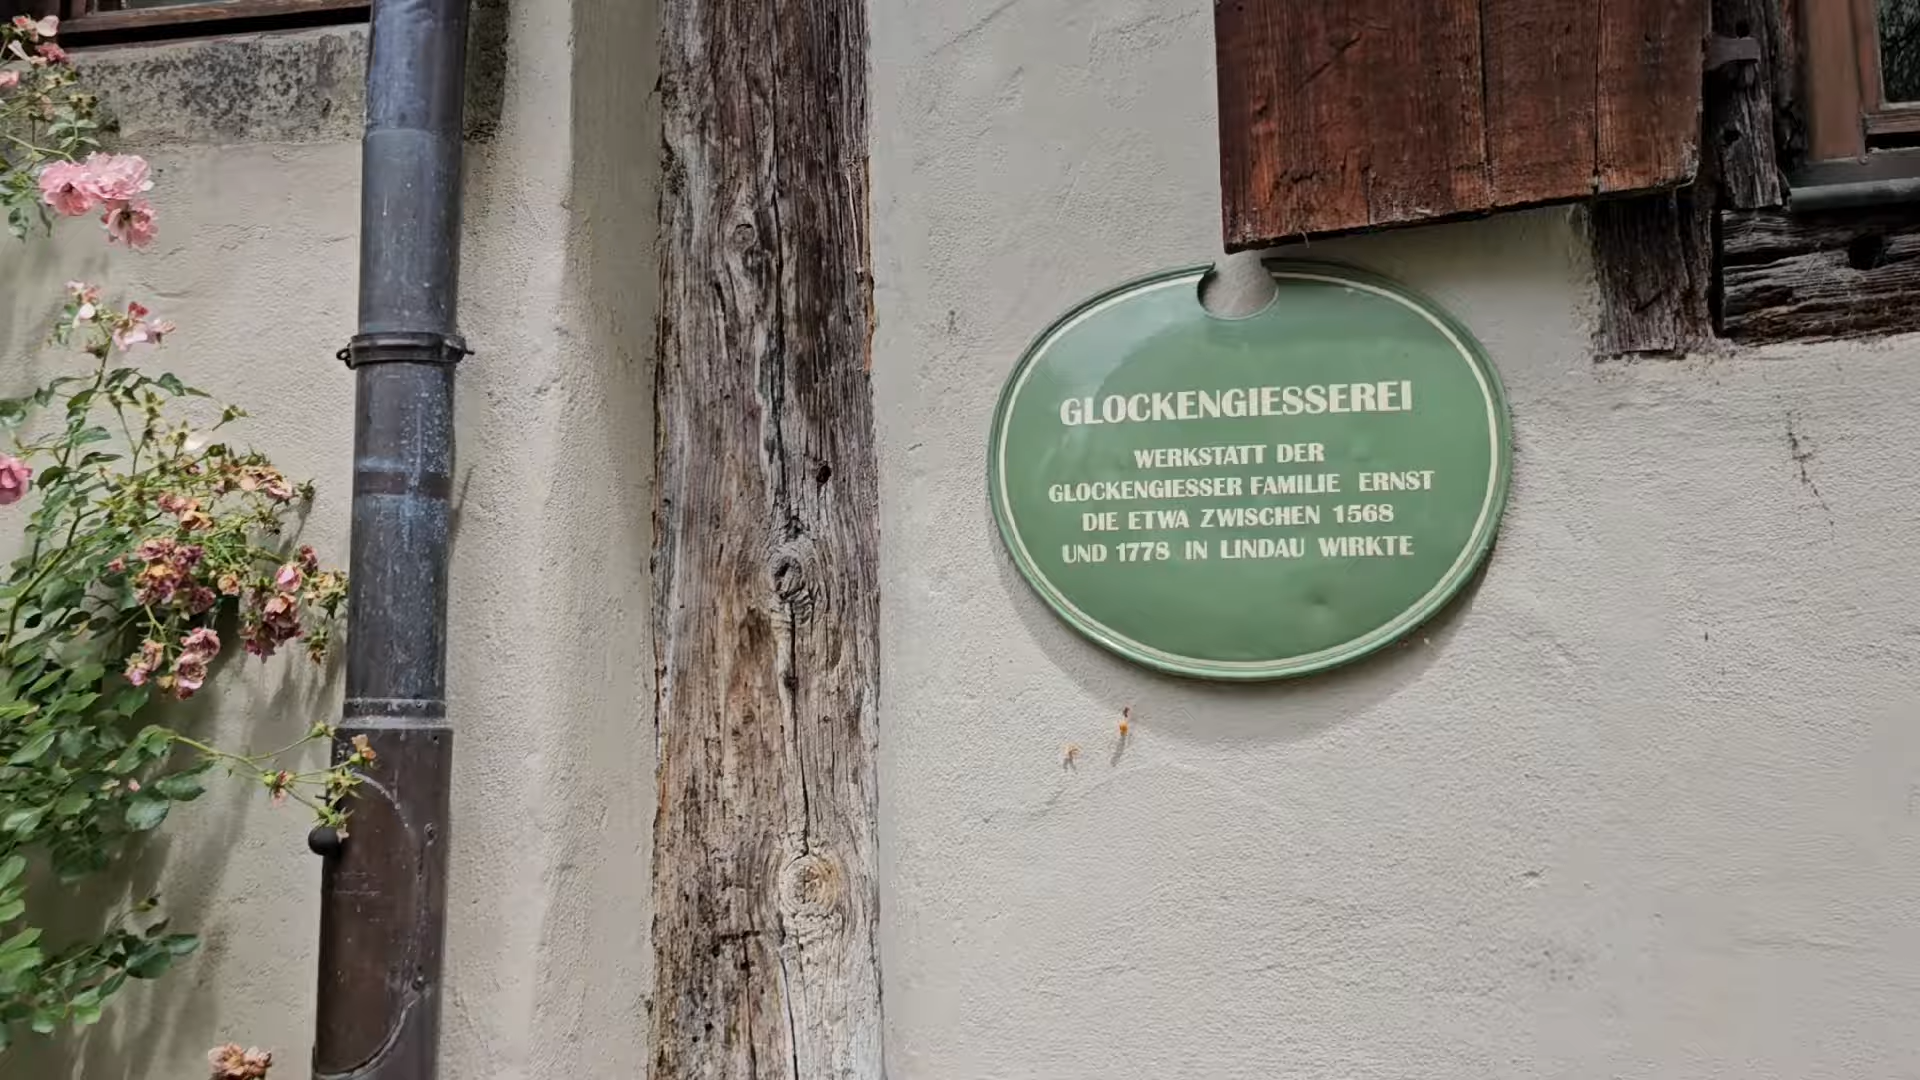 GLOCKENGIESSEREI
WERKSTATT DER
GLOCKENGIESSER FAMILIE ERNST
DIE ETWA ZWISCHEN 1568
UND 1778 IN LINDAU WIRKTE